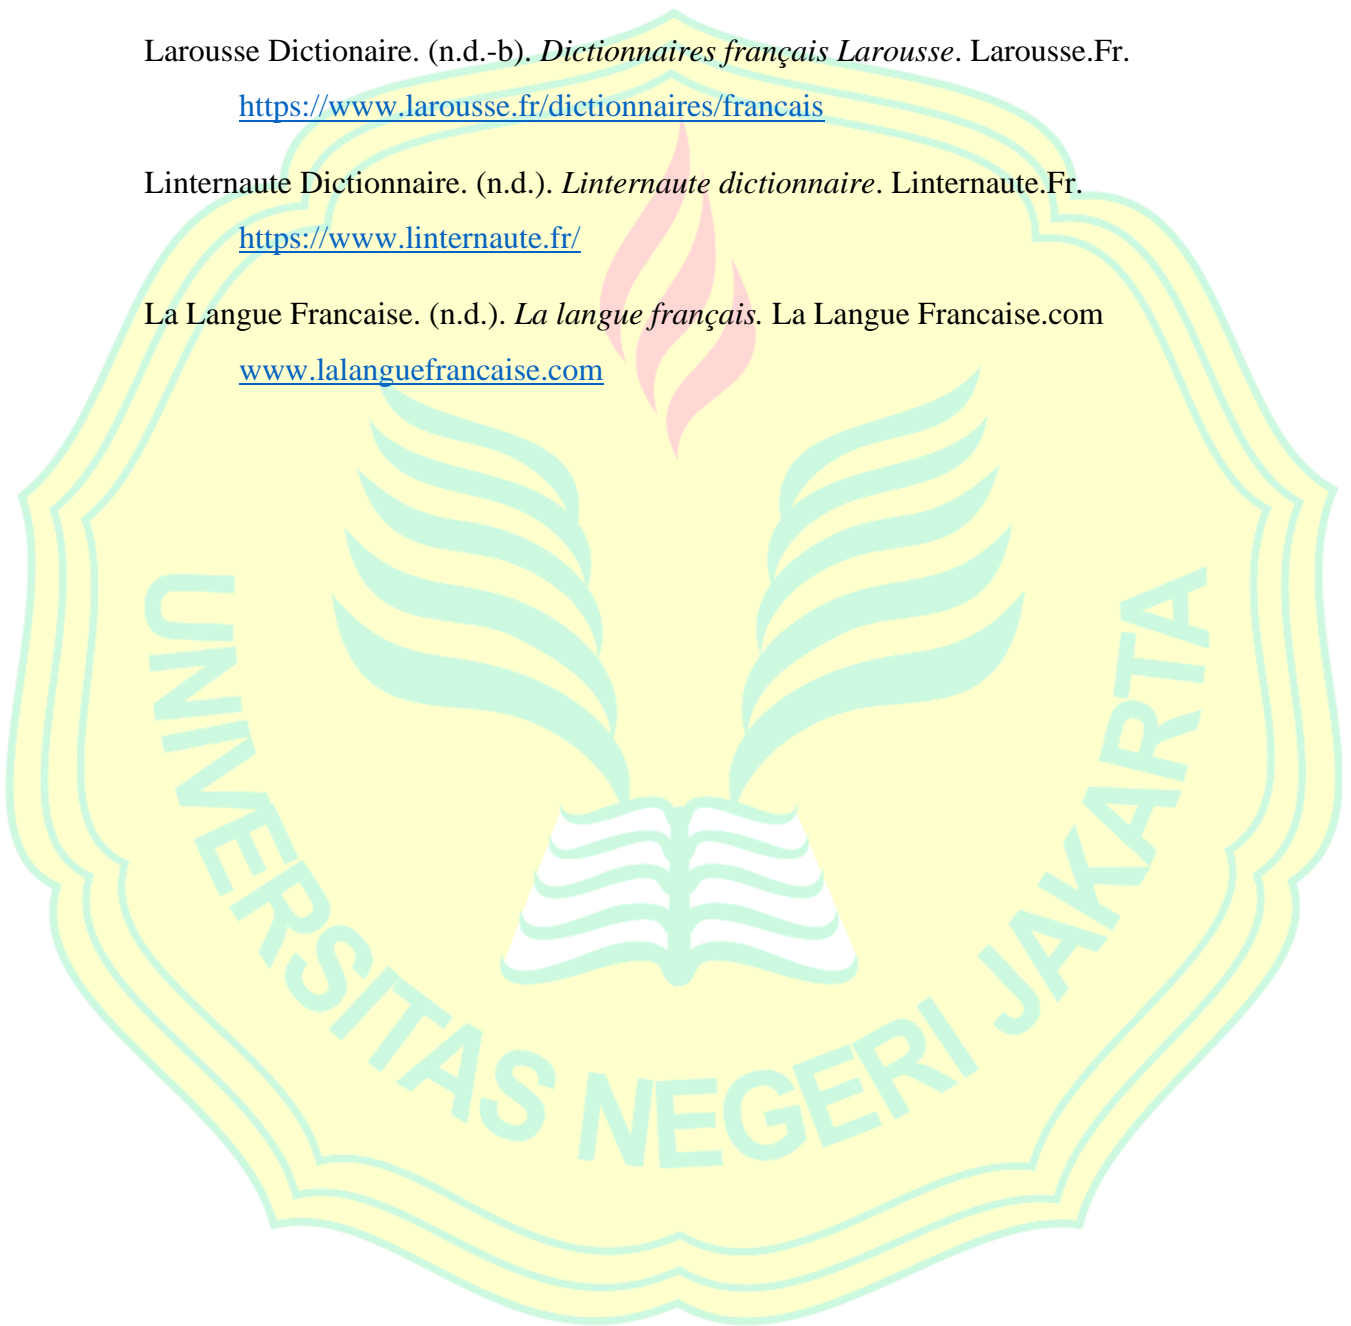 Larousse Dictionaire. (n.d.-b). Dictionnaires français Larousse. Larousse.Fr.
https://www.larousse.fr/dictionnaires/francais
Linternaute Dictionnaire. (n.d.). Linternaute dictionnaire. Linternaute.Fr.
https://www.linternaute.fr/
La Langue Francaise. (n.d.). La langue français. La Langue Francaise.com
www.lalanguefrancaise.com
UNIVERSITAS NEGERI JAKARTA